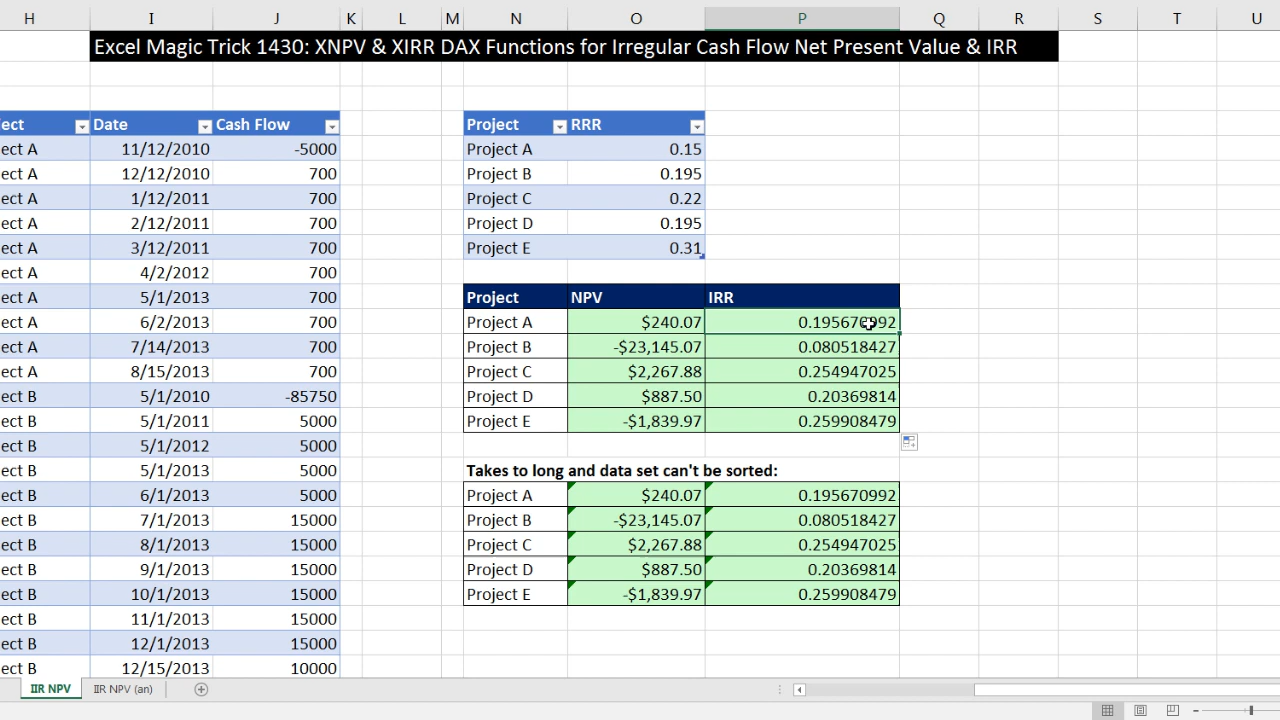 H I J K L M N O P Q R S T U
Excel Magic Trick 1430: XNPV & XIRR DAX Functions for Irregular Cash Flow Net Present Value & IRR
ect Date Cash Flow
ect A 11/12/2010 -5000
ect A 12/12/2010 700
ect A 1/12/2011 700
ect A 2/12/2011 700
ect A 3/12/2011 700
ect A 4/2/2012 700
ect A 5/1/2013 700
ect A 6/2/2013 700
ect A 7/14/2013 700
ect A 8/15/2013 700
ect B 5/1/2010 -85750
ect B 5/1/2011 5000
ect B 5/1/2012 5000
ect B 5/1/2013 5000
ect B 6/1/2013 5000
ect B 7/1/2013 15000
ect B 8/1/2013 15000
ect B 9/1/2013 15000
ect B 10/1/2013 15000
ect B 11/1/2013 15000
ect B 12/1/2013 15000
ect B 12/15/2013 10000
Project RRR
Project A 0.15
Project B 0.195
Project C 0.22
Project D 0.195
Project E 0.31
Project NPV IRR
Project A $240.07 0.195670992
Project B -$23,145.07 0.080518427
Project C $2,267.88 0.254947025
Project D $887.50 0.20369814
Project E -$1,839.97 0.259908479
Takes to long and data set can't be sorted:
Project A $240.07 0.195670992
Project B -$23,145.07 0.080518427
Project C $2,267.88 0.254947025
Project D $887.50 0.20369814
Project E -$1,839.97 0.259908479
IIR NPV IIR NPV (an)